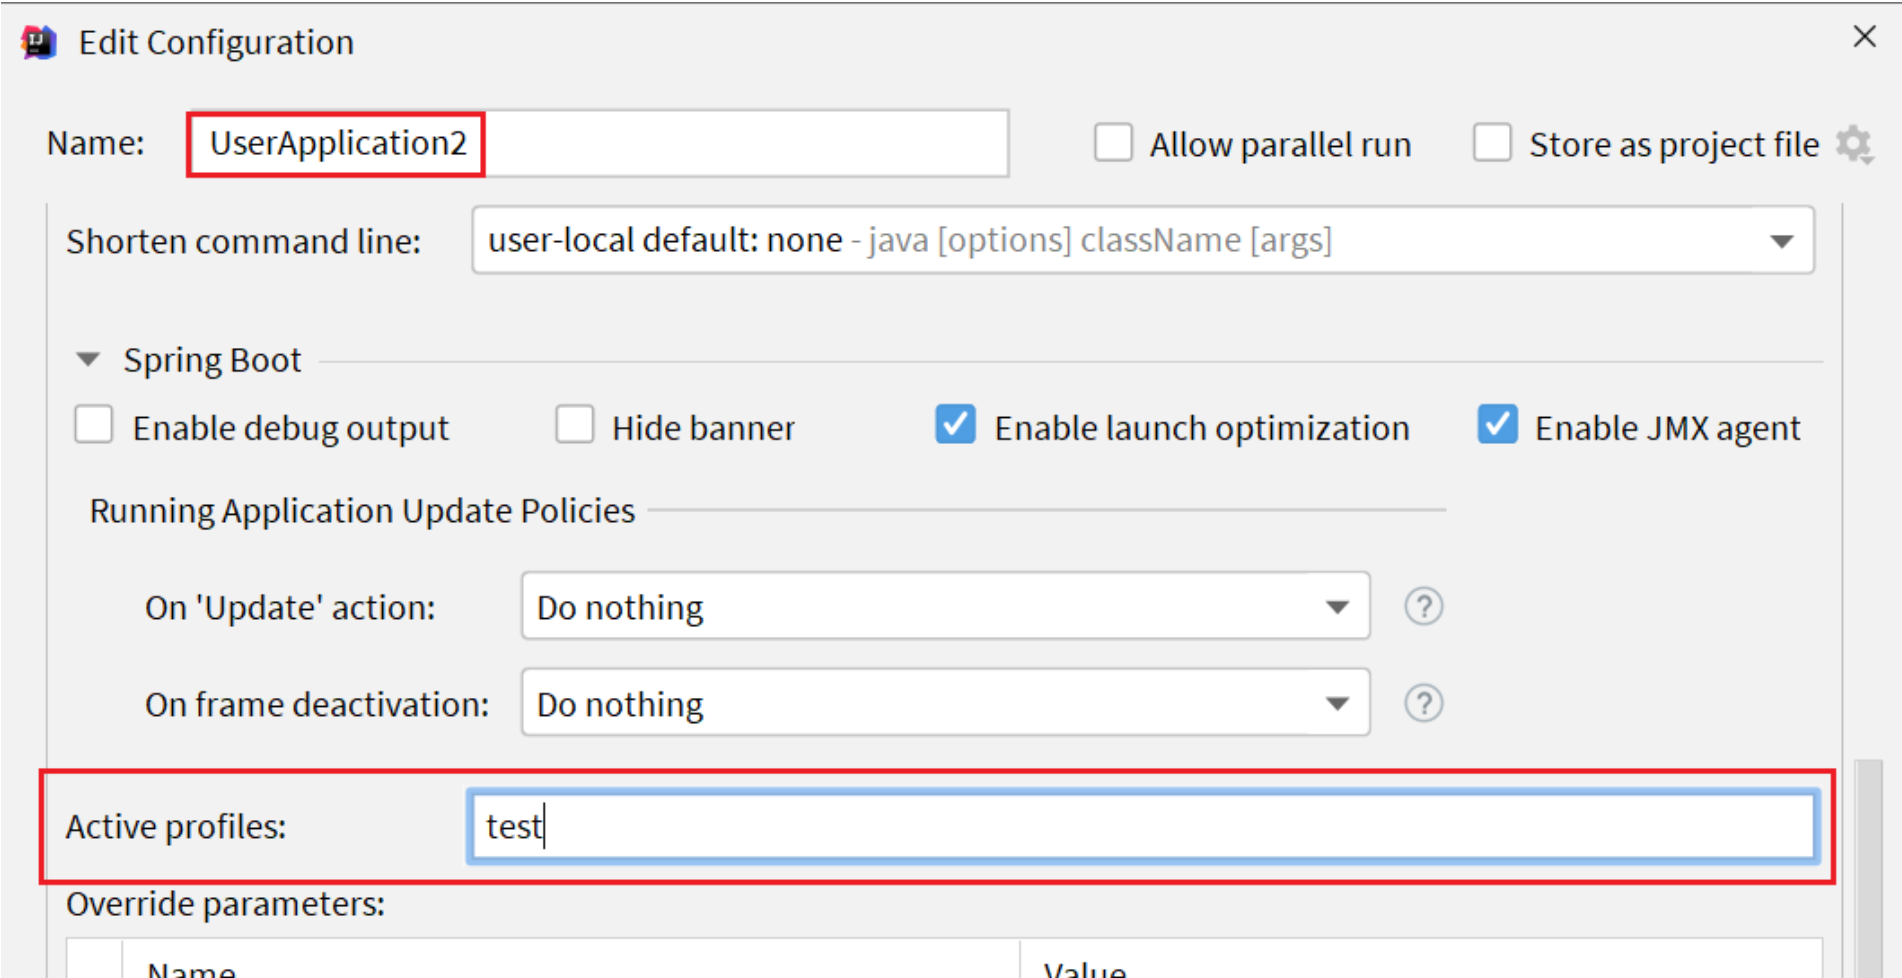 Edit Configuration
Name: UserApplication2 Allow parallel run Store as project file
Shorten command line: user-local default: none - java [options] className [args]
Spring Boot
Enable debug output Hide banner Enable launch optimization Enable JMX agent
Running Application Update Policies
On 'Update' action: Do nothing ?
On frame deactivation: Do nothing ?
Active profiles: test
Override parameters:
Name Value